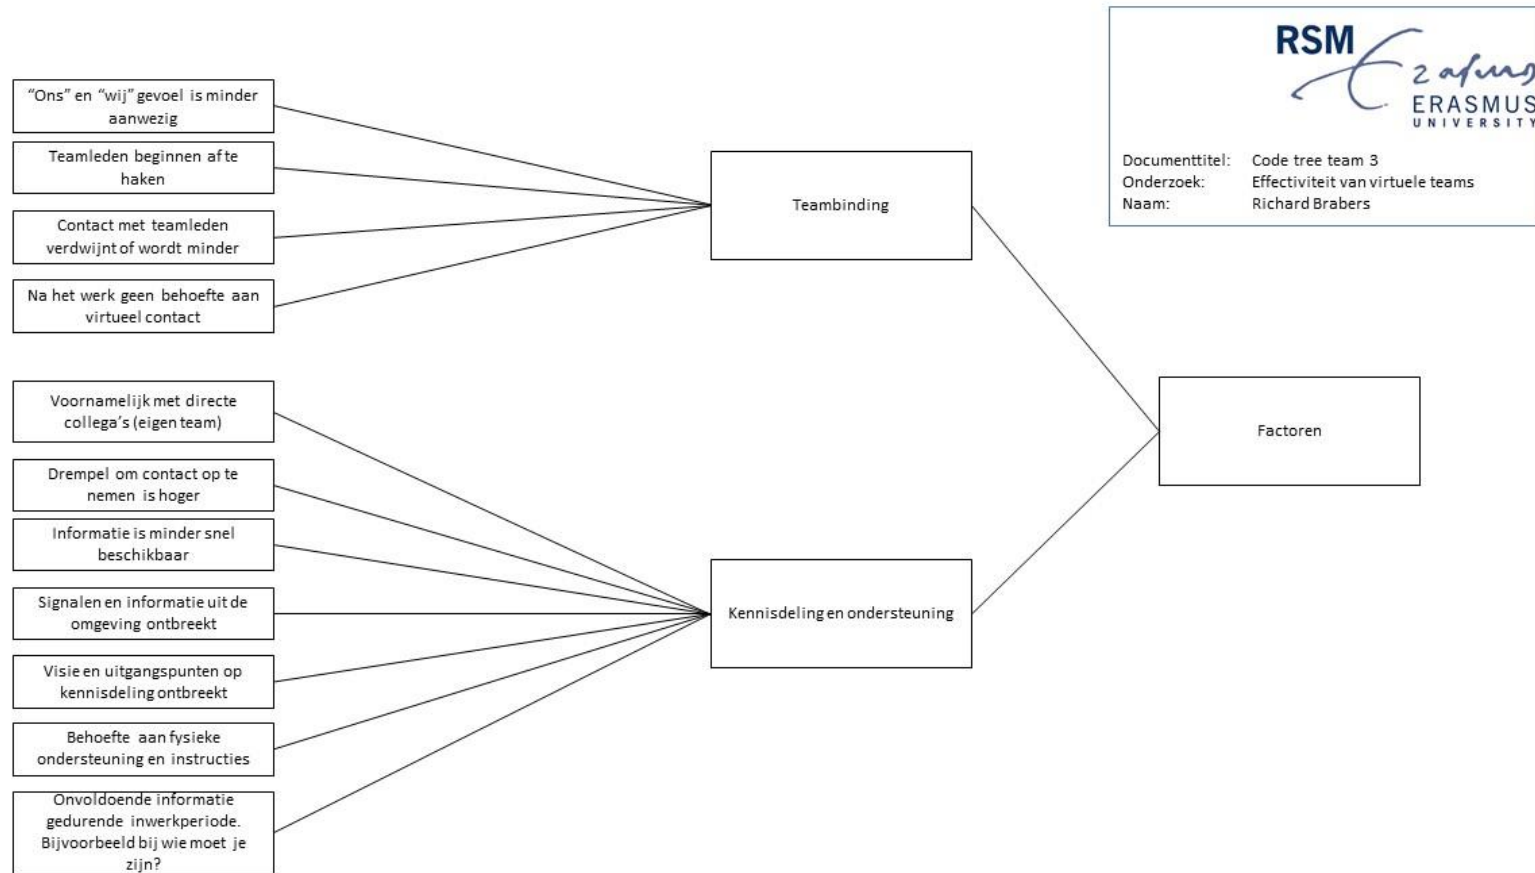 RSM
Erasmus
ERASMUS
UNIVERSITY
Documenttitel: Code tree team 3
Onderzoek: Effectiviteit van virtuele teams
Naam: Richard Brabers
“Ons” en “wij” gevoel is minder
aanwezig
Teamleden beginnen af te
haken
Contact met teamleden
verdwijnt of wordt minder
Na het werk geen behoefte aan
virtueel contact
Teambinding
Voornamelijk met directe
collega’s (eigen team)
Drempel om contact op te
nemen is hoger
Informatie is minder snel
beschikbaar
Signalen en informatie uit de
omgeving ontbreekt
Visie en uitgangspunten op
kennisdeling ontbreekt
Behoefte aan fysieke
ondersteuning en instructies
Onvoldoende informatie
gedurende inwerkperiode.
Bijvoorbeeld bij wie moet je
zijn?
Kennisdeling en ondersteuning
Factoren